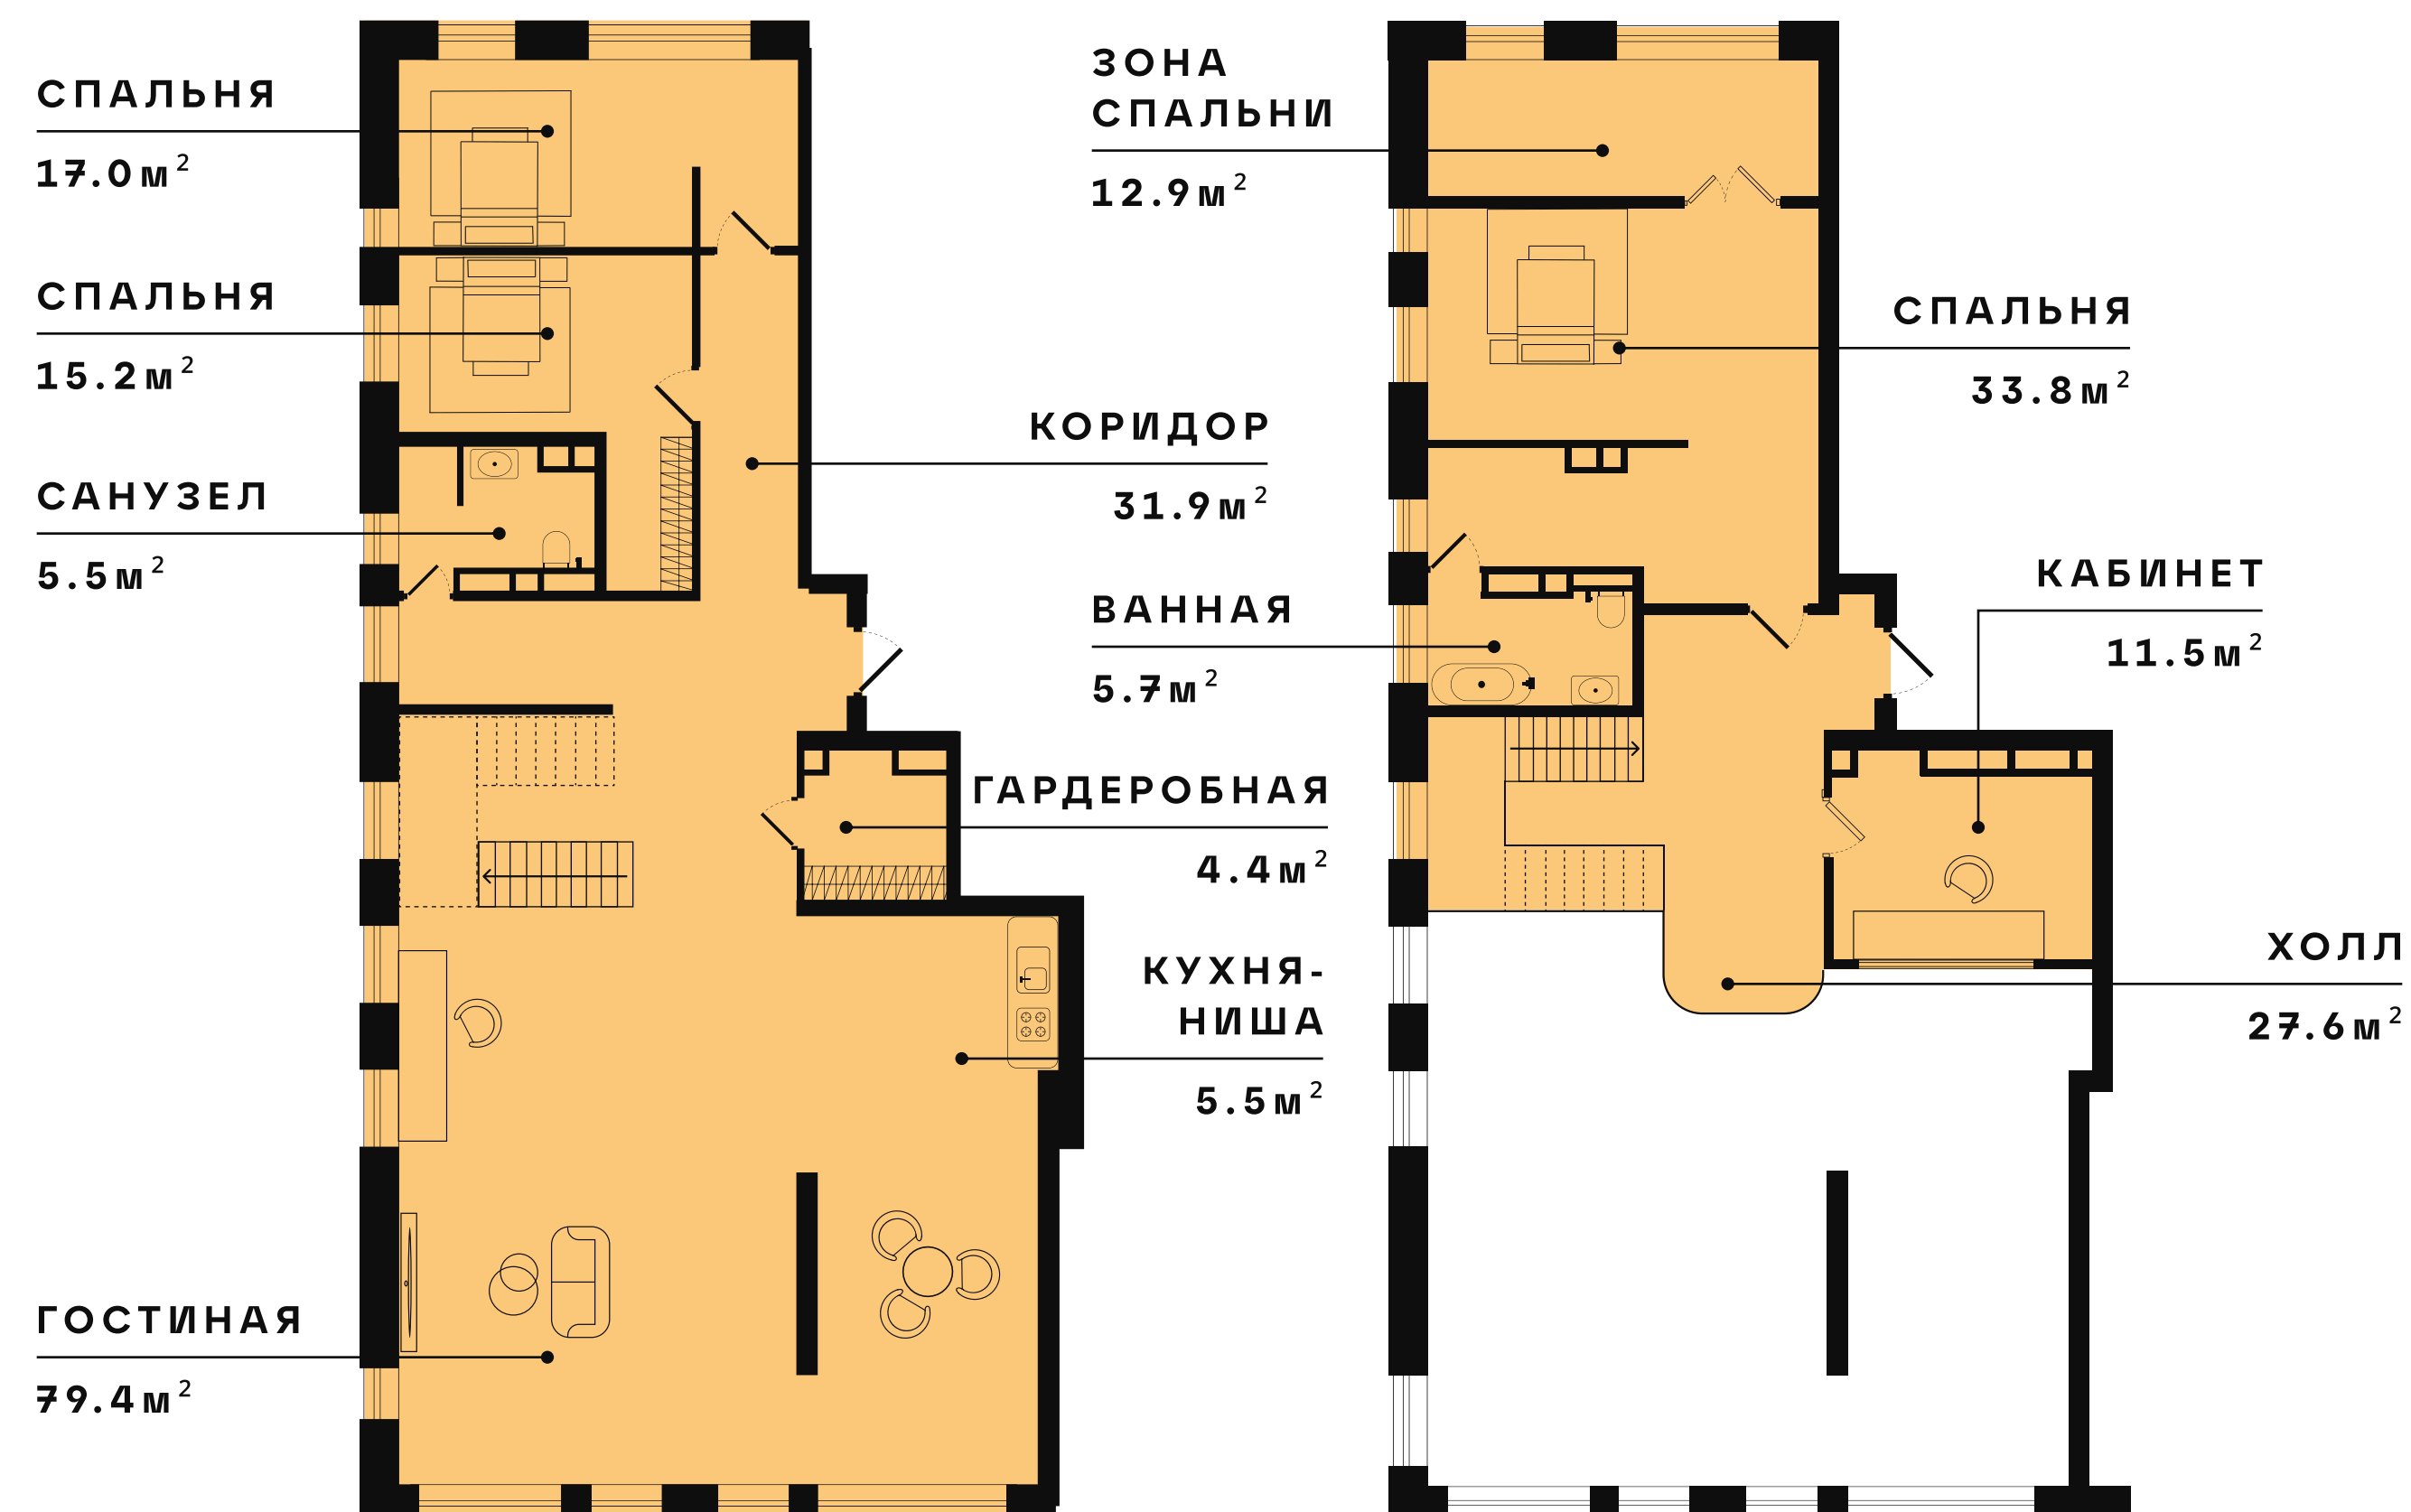 СПАЛЬНЯ
17.0м²
СПАЛЬНЯ
15.2м²
САНУЗЕЛ
5.5м²
ГОСТИНАЯ
79.4м²
КОРИДОР
31.9м²
ГАРДЕРОБНАЯ
4.4м²
КУХНЯ-
НИША
5.5м²
ЗОНА
СПАЛЬНИ
12.9м²
ВАННАЯ
5.7м²
СПАЛЬНЯ
33.8м²
КАБИНЕТ
11.5м²
ХОЛЛ
27.6м²